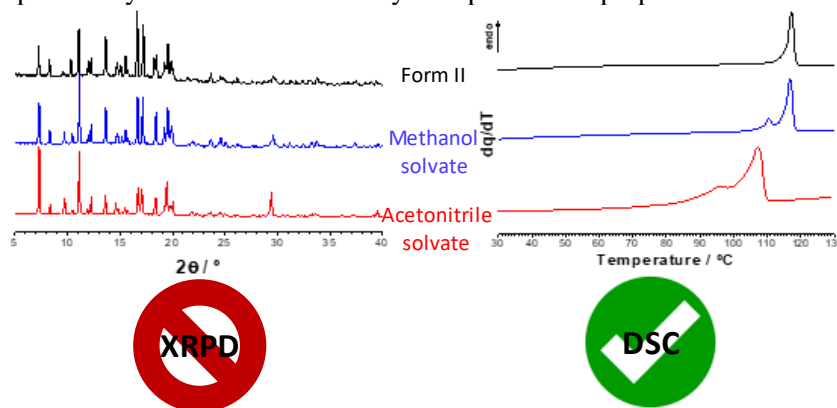 Form II
Methanol
solvate
Acetonitrile
solvate
5 10 15 20 25 30 35 40
2θ / °
endo
dq/dT
30 40 50 60 70 80 90 100 110 120 13
Temperature / ºC
XRPD
DSC